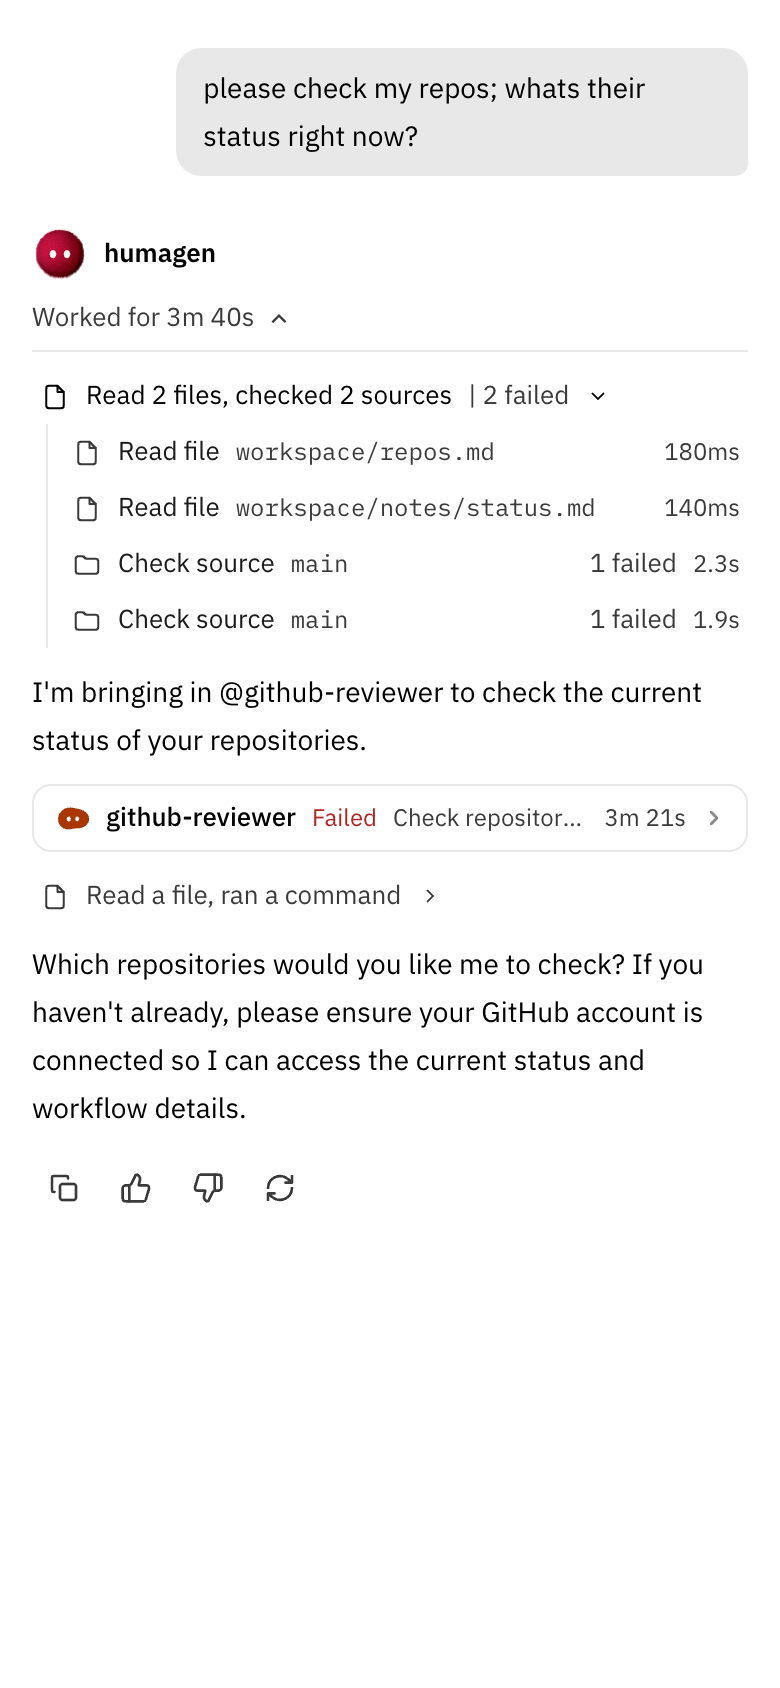 please check my repos; whats their
status right now?
humagen
Worked for 3m 40s
Read 2 files, checked 2 sources | 2 failed
Read file workspace/repos.md 180ms
Read file workspace/notes/status.md 140ms
Check source main 1 failed 2.3s
Check source main 1 failed 1.9s
I'm bringing in @github-reviewer to check the current
status of your repositories.
github-reviewer Failed Check repositor... 3m 21s
Read a file, ran a command
Which repositories would you like me to check? If you
haven't already, please ensure your GitHub account is
connected so I can access the current status and
workflow details.